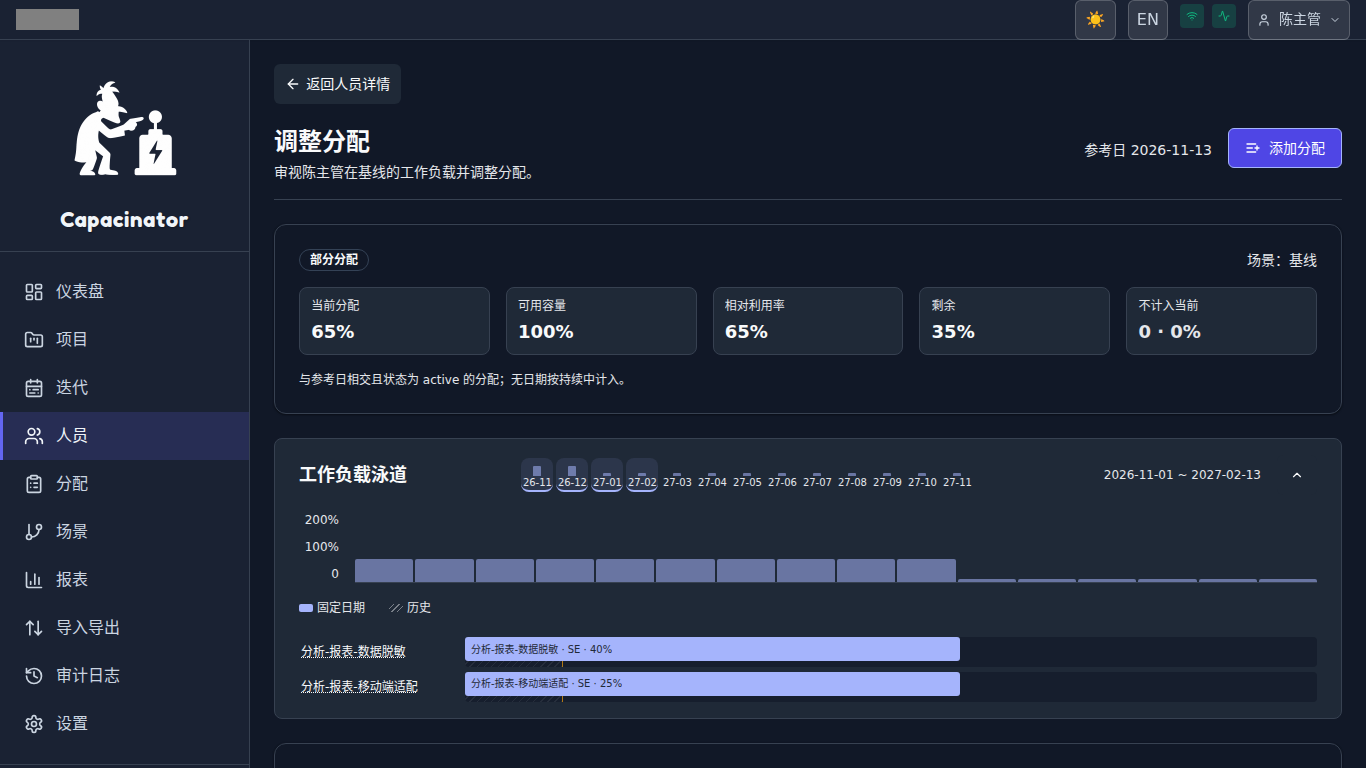 EN
陈主管
Capacinator
仪表盘
项目
迭代
人员
分配
场景
报表
导入导出
审计日志
设置
返回人员详情
调整分配
审视陈主管在基线的工作负载并调整分配。
参考日 2026-11-13
添加分配
部分分配
场景：基线
当前分配
65%
可用容量
100%
相对利用率
65%
剩余
35%
不计入当前
0 · 0%
与参考日相交且状态为 active 的分配；无日期按持续中计入。
工作负载泳道
26-11 26-12 27-01 27-02 27-03 27-04 27-05 27-06 27-07 27-08 27-09 27-10 27-11
2026-11-01 ~ 2027-02-13
200%
100%
0
固定日期
历史
分析-报表-数据脱敏
分析-报表-数据脱敏 · SE · 40%
分析-报表-移动端适配
分析-报表-移动端适配 · SE · 25%